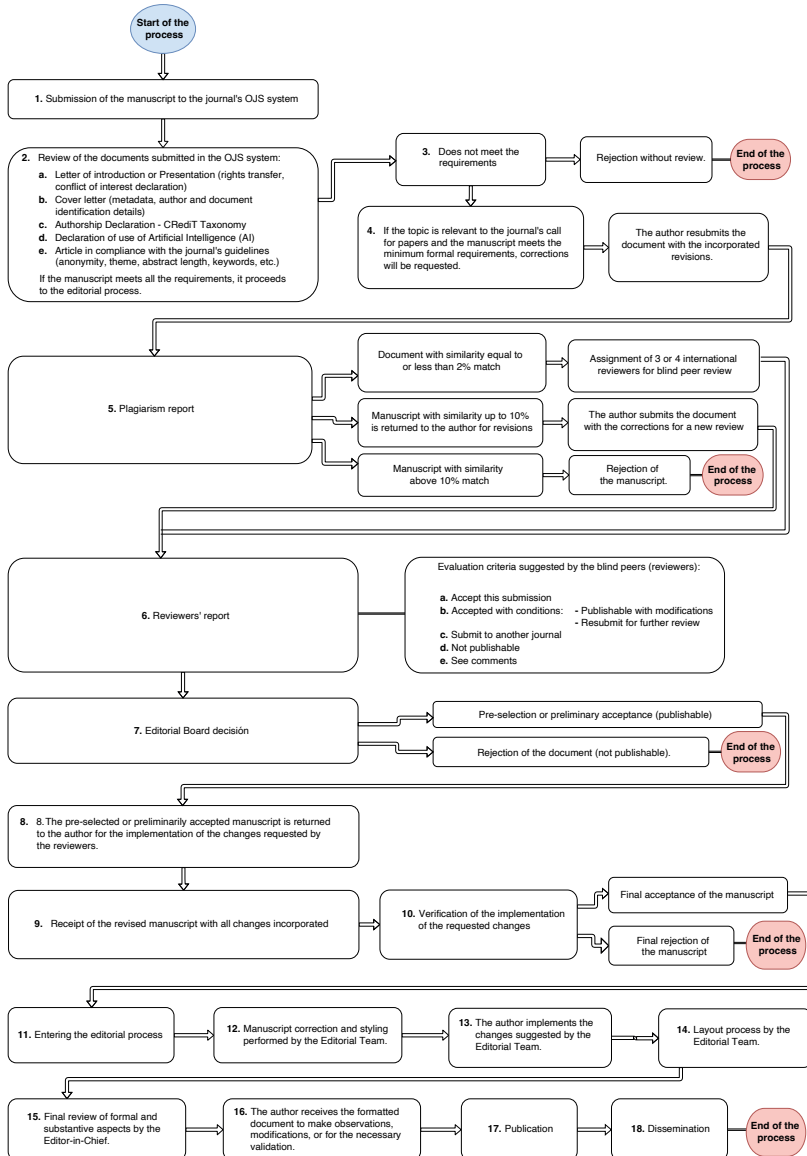 Start of the
process
1. Submission of the manuscript to the journal's OJS system
2. Review of the documents submitted in the OJS system:
a. Letter of introduction or Presentation (rights transfer,
conflict of interest declaration)
b. Cover letter (metadata, author and document
identification details)
c. Authorship Declaration - CRediT Taxonomy
d. Declaration of use of Artificial Intelligence (AI)
e. Article in compliance with the journal's guidelines
(anonymity, theme, abstract length, keywords, etc.)
If the manuscript meets all the requirements, it proceeds
to the editorial process.
3. Does not meet the
requirements
Rejection without review.
End of the
process
4. If the topic is relevant to the journal's call
for papers and the manuscript meets the
minimum formal requirements, corrections
will be requested.
The author resubmits the
document with the incorporated
revisions.
5. Plagiarism report
Document with similarity equal to
or less than 2% match
Assignment of 3 or 4 international
reviewers for blind peer review
Manuscript with similarity up to 10%
is returned to the author for revisions
The author submits the document
with the corrections for a new review
Manuscript with similarity
above 10% match
Rejection of
the manuscript.
End of the
process
6. Reviewers' report
Evaluation criteria suggested by the blind peers (reviewers):
a. Accept this submission
b. Accepted with conditions: - Publishable with modifications
- Resubmit for further review
c. Submit to another journal
d. Not publishable
e. See comments
7. Editorial Board decisión
Pre-selection or preliminary acceptance (publishable)
Rejection of the document (not publishable).
End of the
process
8. 8.The pre-selected or preliminarily accepted manuscript is returned
to the author for the implementation of the changes requested by
the reviewers.
9. Receipt of the revised manuscript with all changes incorporated
10. Verification of the implementation
of the requested changes
Final acceptance of the manuscript
Final rejection of
the manuscript
End of the
process
11. Entering the editorial process
12. Manuscript correction and styling
performed by the Editorial Team.
13. The author implements the
changes suggested by the
Editorial Team.
14. Layout process by the
Editorial Team.
15. Final review of formal and
substantive aspects by the
Editor-in-Chief.
16. The author receives the formatted
document to make observations,
modifications, or for the necessary
validation.
17. Publication
18. Dissemination
End of the
process